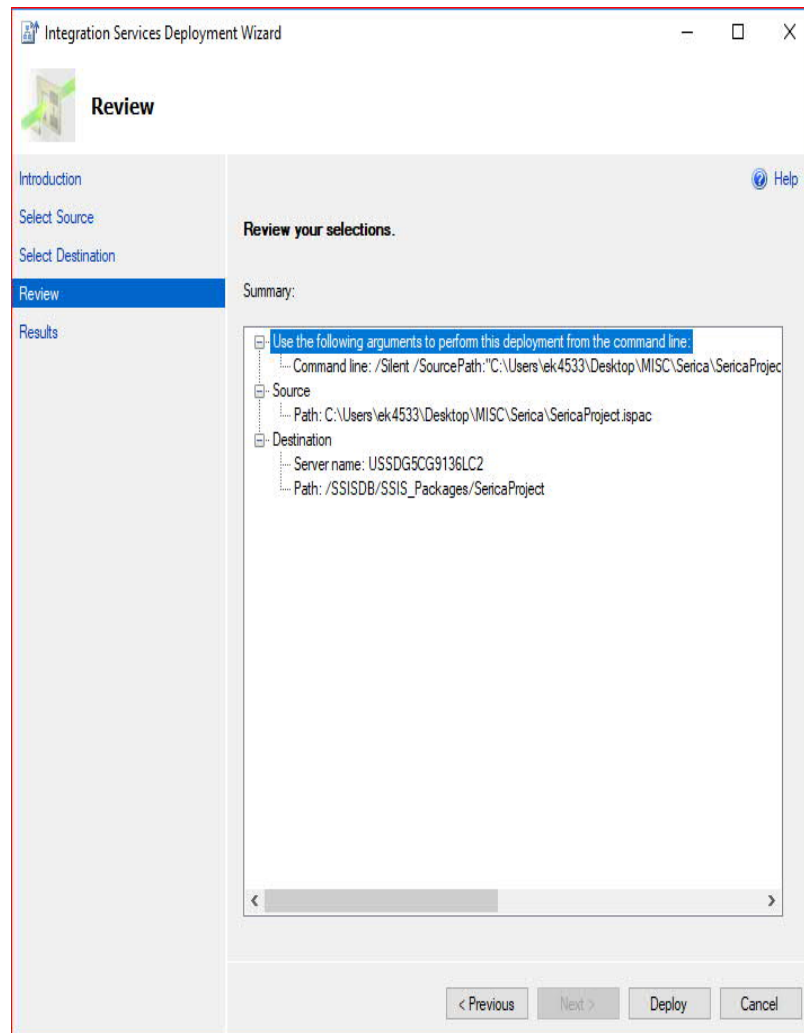 Integration Services Deployment Wizard
Review
Introduction
Select Source
Select Destination
Review
Results
Help
Review your selections.
Summary:
Use the following arguments to perform this deployment from the command line:
Command line: /Silent /SourcePath:"C:\Users\ek4533\Desktop\MISC\Serica\SericaProjec
Source
Path: C:\Users\ek4533\Desktop\MISC\Serica\SericaProject.ispac
Destination
Server name: USSDG5CG9136LC2
Path: /SSISDB/SSIS_Packages/SericaProject
< Previous
Next >
Deploy
Cancel